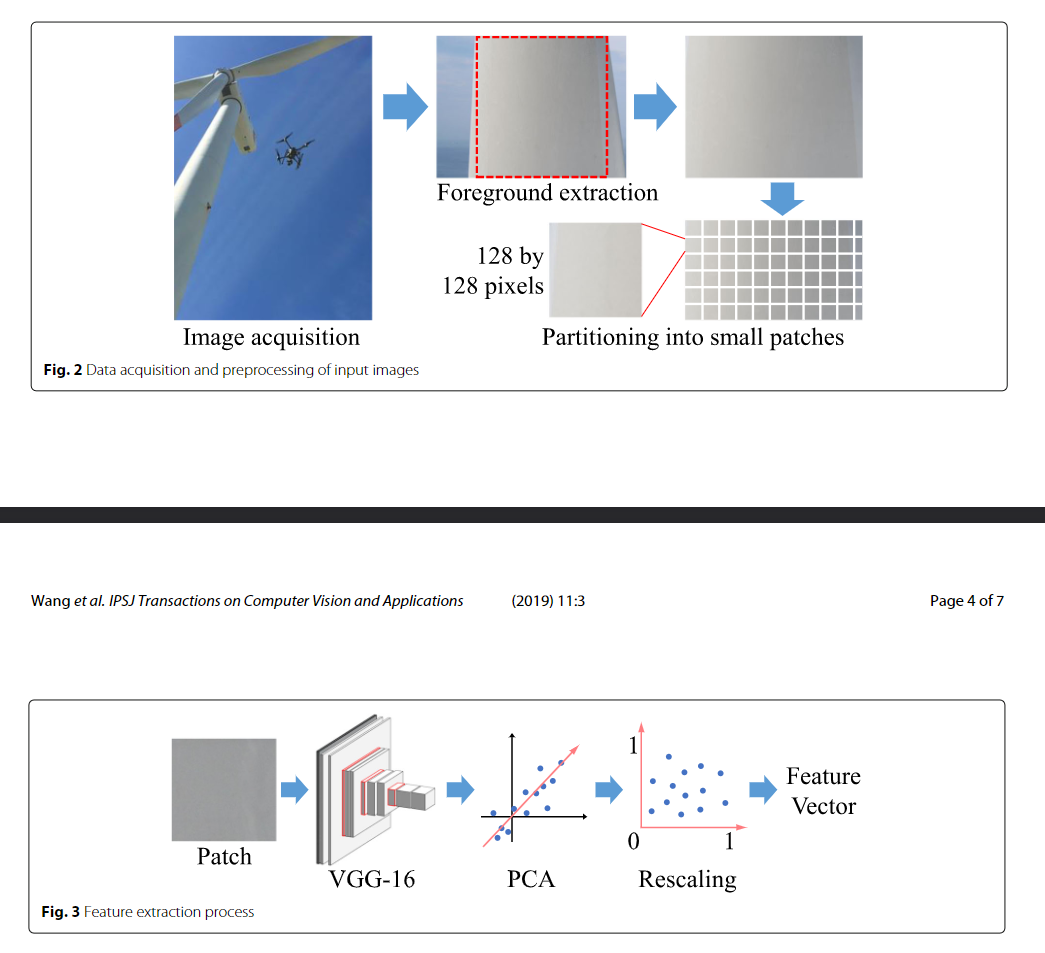 Foreground extraction
128 by
128 pixels
Image acquisition
Partitioning into small patches
Fig. 2 Data acquisition and preprocessing of input images
Wang et al. IPSJ Transactions on Computer Vision and Applications (2019) 11:3 Page 4 of 7
1
Feature
Vector
0 1
Patch
VGG-16
PCA
Rescaling
Fig. 3 Feature extraction process